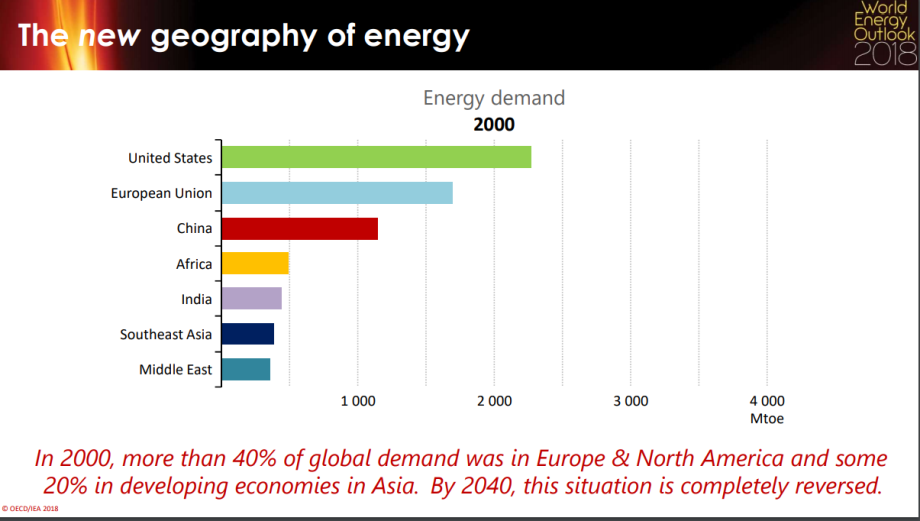 The new geography of energy
World
Energy
Outlook
2018
Energy demand
2000
United States
European Union
China
Africa
India
Southeast Asia
Middle East
1 000 2 000 3 000 4 000
Mtoe
In 2000, more than 40% of global demand was in Europe & North America and some
20% in developing economies in Asia. By 2040, this situation is completely reversed.
© OECD/IEA 2018